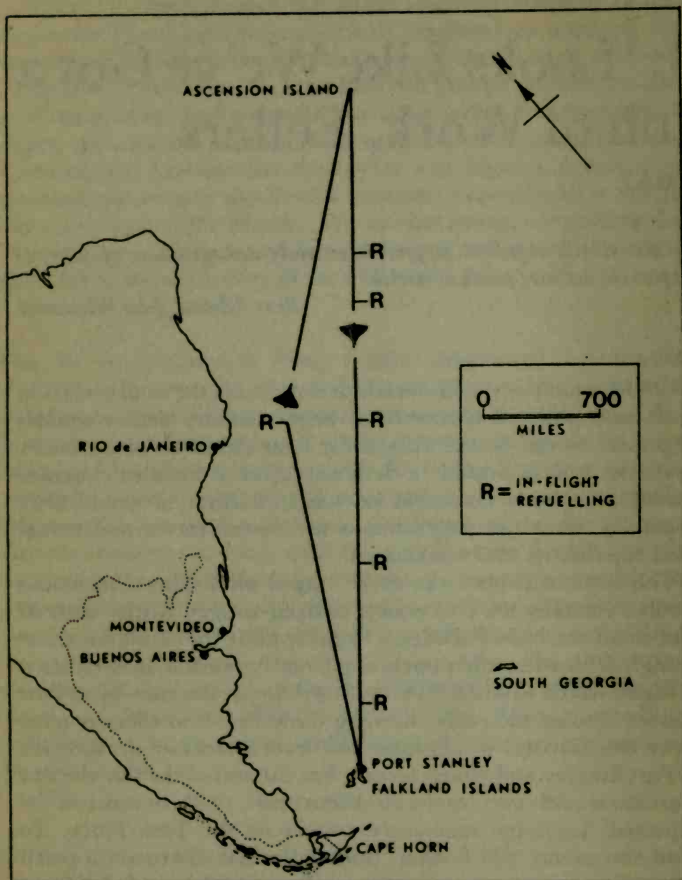 N
ASCENSION ISLAND
R
R
R
R
R
R
0 700
MILES
R = IN-FLIGHT
REFUELLING
RIO de JANEIRO
MONTEVIDEO
BUENOS AIRES
SOUTH GEORGIA
PORT STANLEY
FALKLAND ISLANDS
CAPE HORN